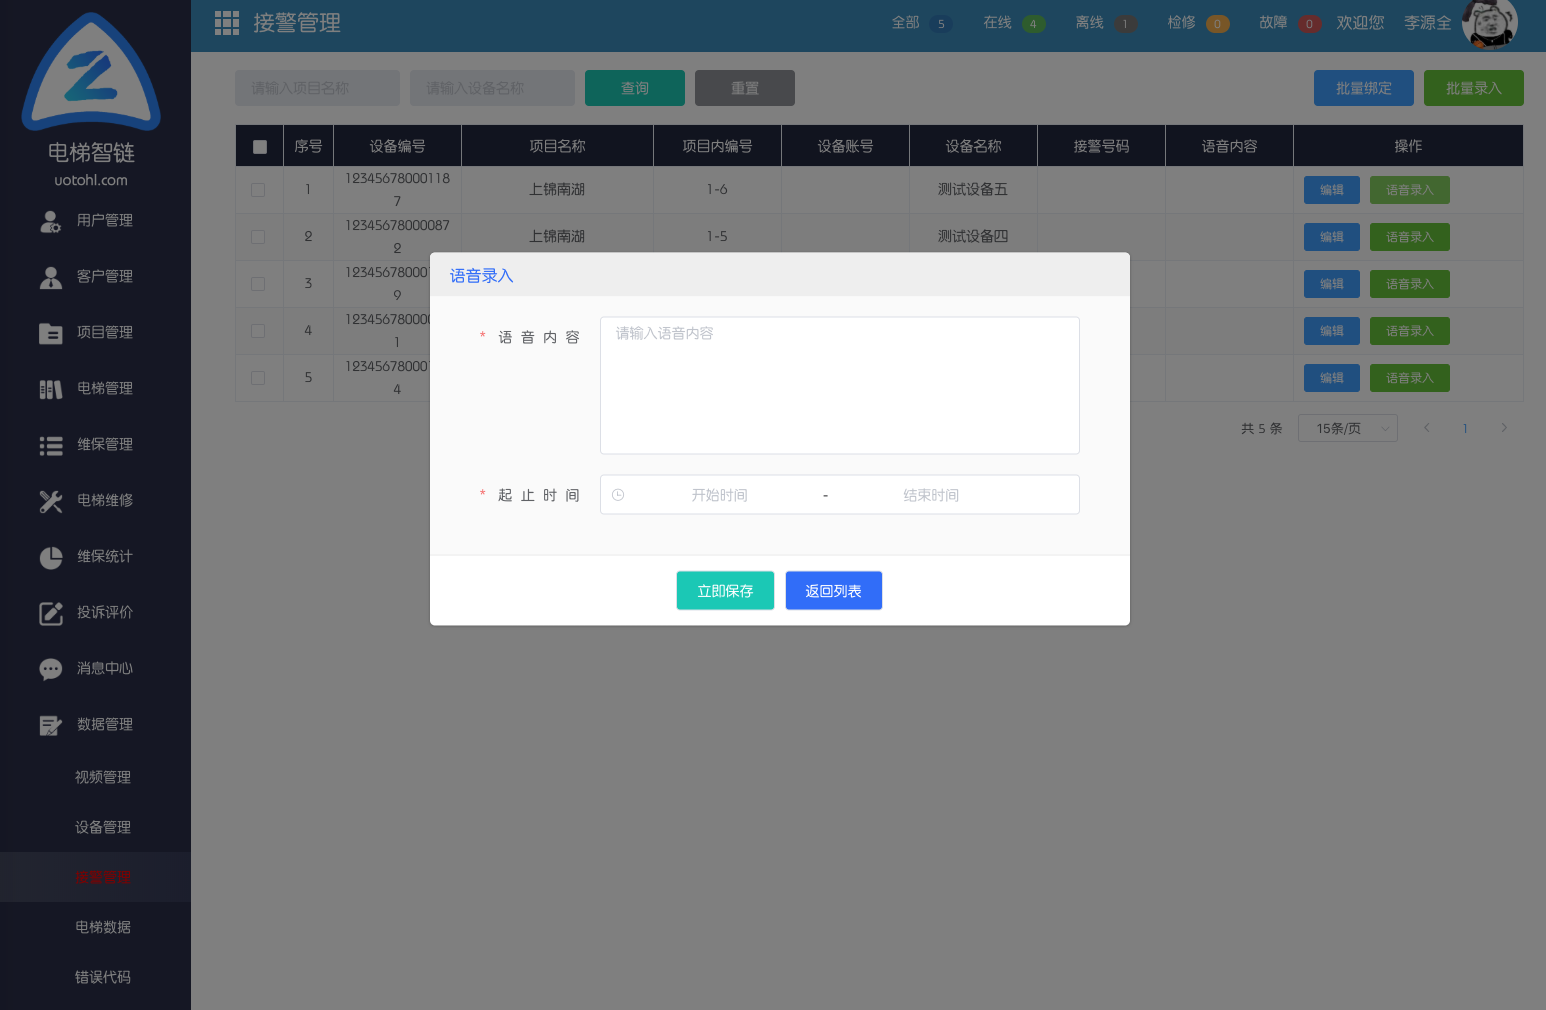 接警管理
全部 5 在线 4 离线 1 检修 0 故障 0 欢迎您 李源全
电梯智链
uotohl.com
用户管理
客户管理
项目管理
电梯管理
维保管理
电梯维修
维保统计
投诉评价
消息中心
数据管理
视频管理
设备管理
接警管理
电梯数据
错误代码
请输入项目名称 请输入设备名称 查询 重置 批量绑定 批量录入
序号 设备编号 项目名称 项目内编号 设备账号 设备名称 接警号码 语音内容 操作
1 123456780001187 上锦南湖 1-6 测试设备五 编辑 语音录入
2 123456780000872 上锦南湖 1-5 测试设备四 编辑 语音录入
3 编辑 语音录入
4 编辑 语音录入
5 编辑 语音录入
共 5 条 15条/页 1
语音录入
* 语音内容 请输入语音内容
* 起止时间 开始时间 - 结束时间
立即保存 返回列表